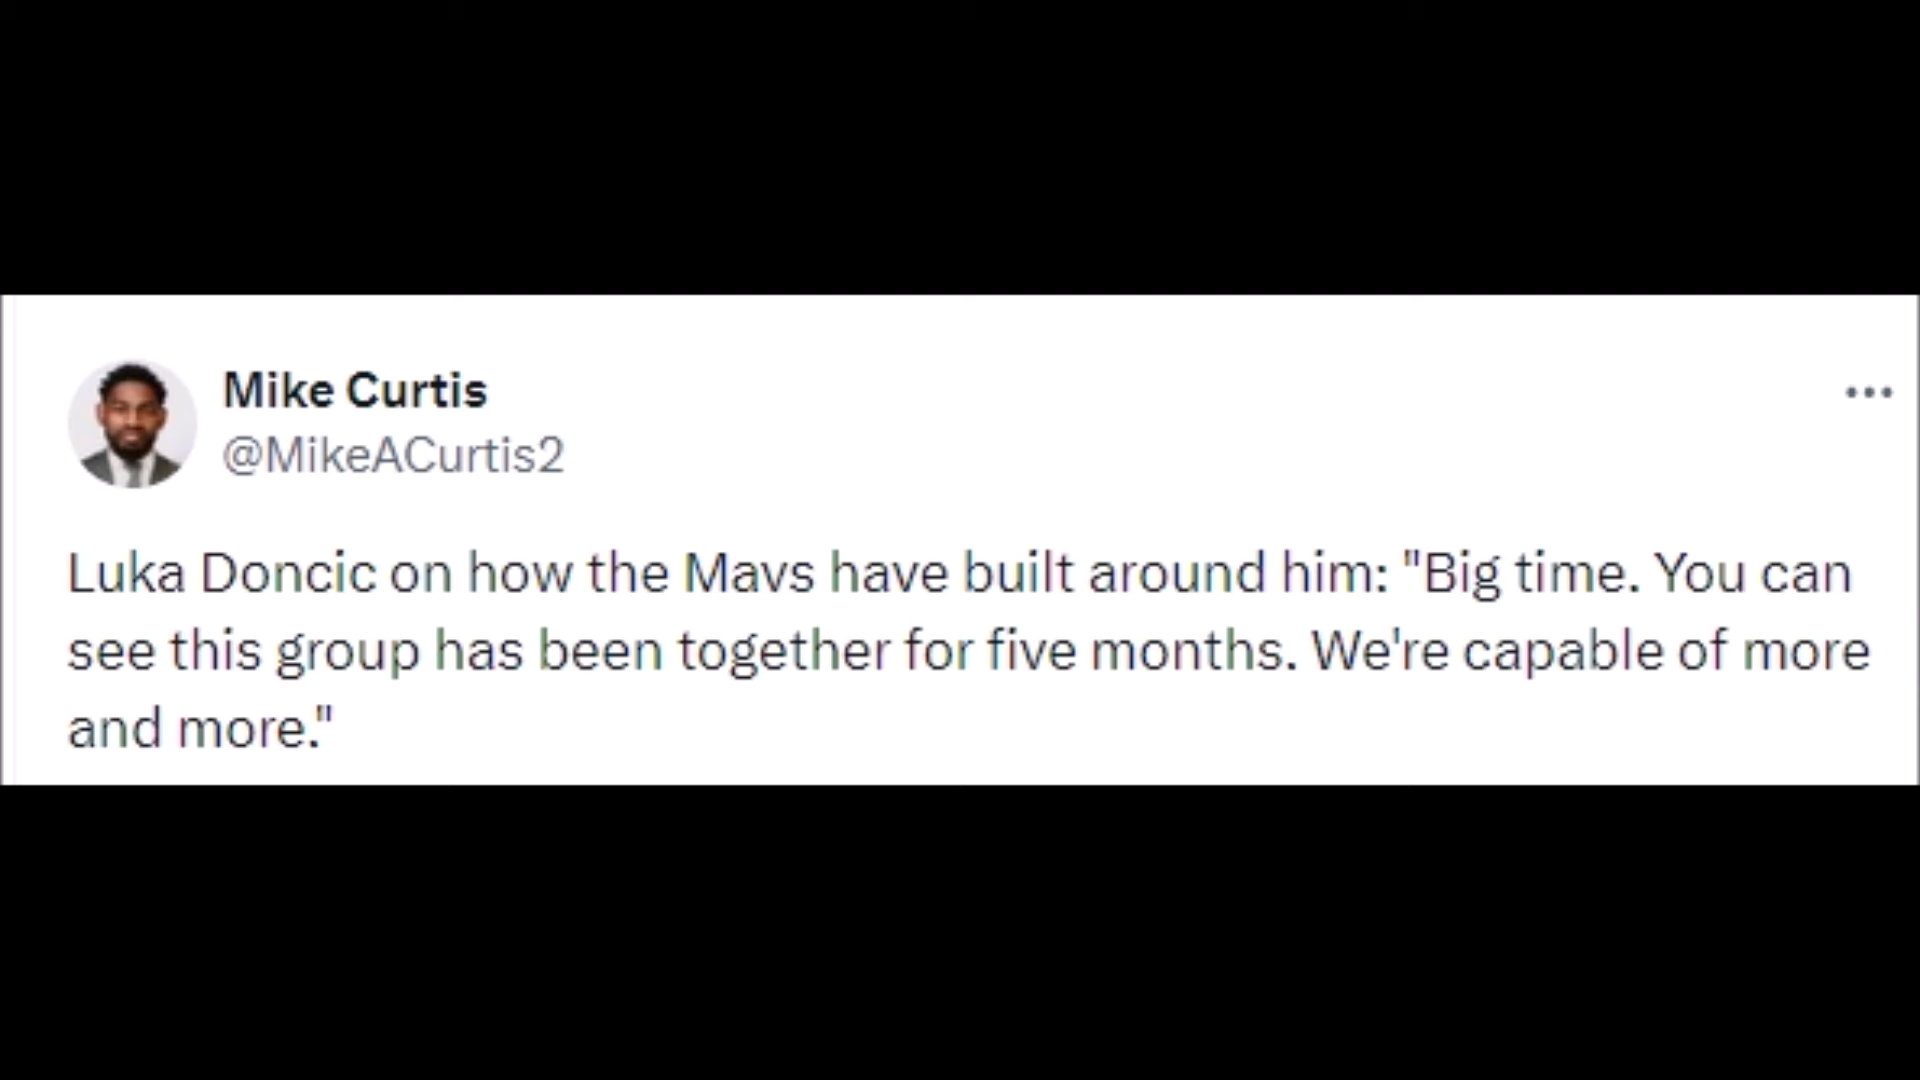 Mike Curtis
@MikeACurtis2
Luka Doncic on how the Mavs have built around him: "Big time. You can
see this group has been together for five months. We're capable of more
and more."